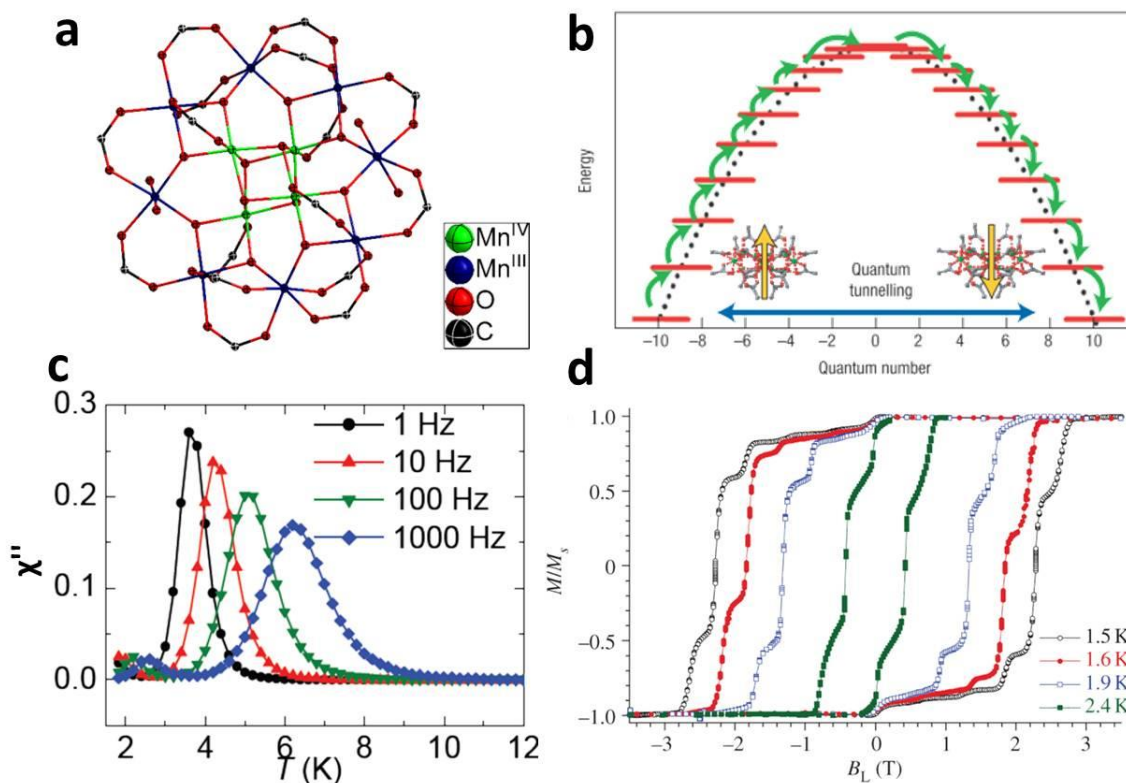 a
Mn^IV
Mn^III
O
C
b
Energy
Quantum
tunnelling
−10 −8 −6 −4 −2 0 2 4 6 8 10
Quantum number
c
0.3
0.2
0.1
0.0
χ"
1 Hz
10 Hz
100 Hz
1000 Hz
2 4 6 8 10 12
T (K)
d
1.0
0.5
0
−0.5
−1.0
M/M_s
1.5 K
1.6 K
1.9 K
2.4 K
−3 −2 −1 0 1 2 3
B_L (T)